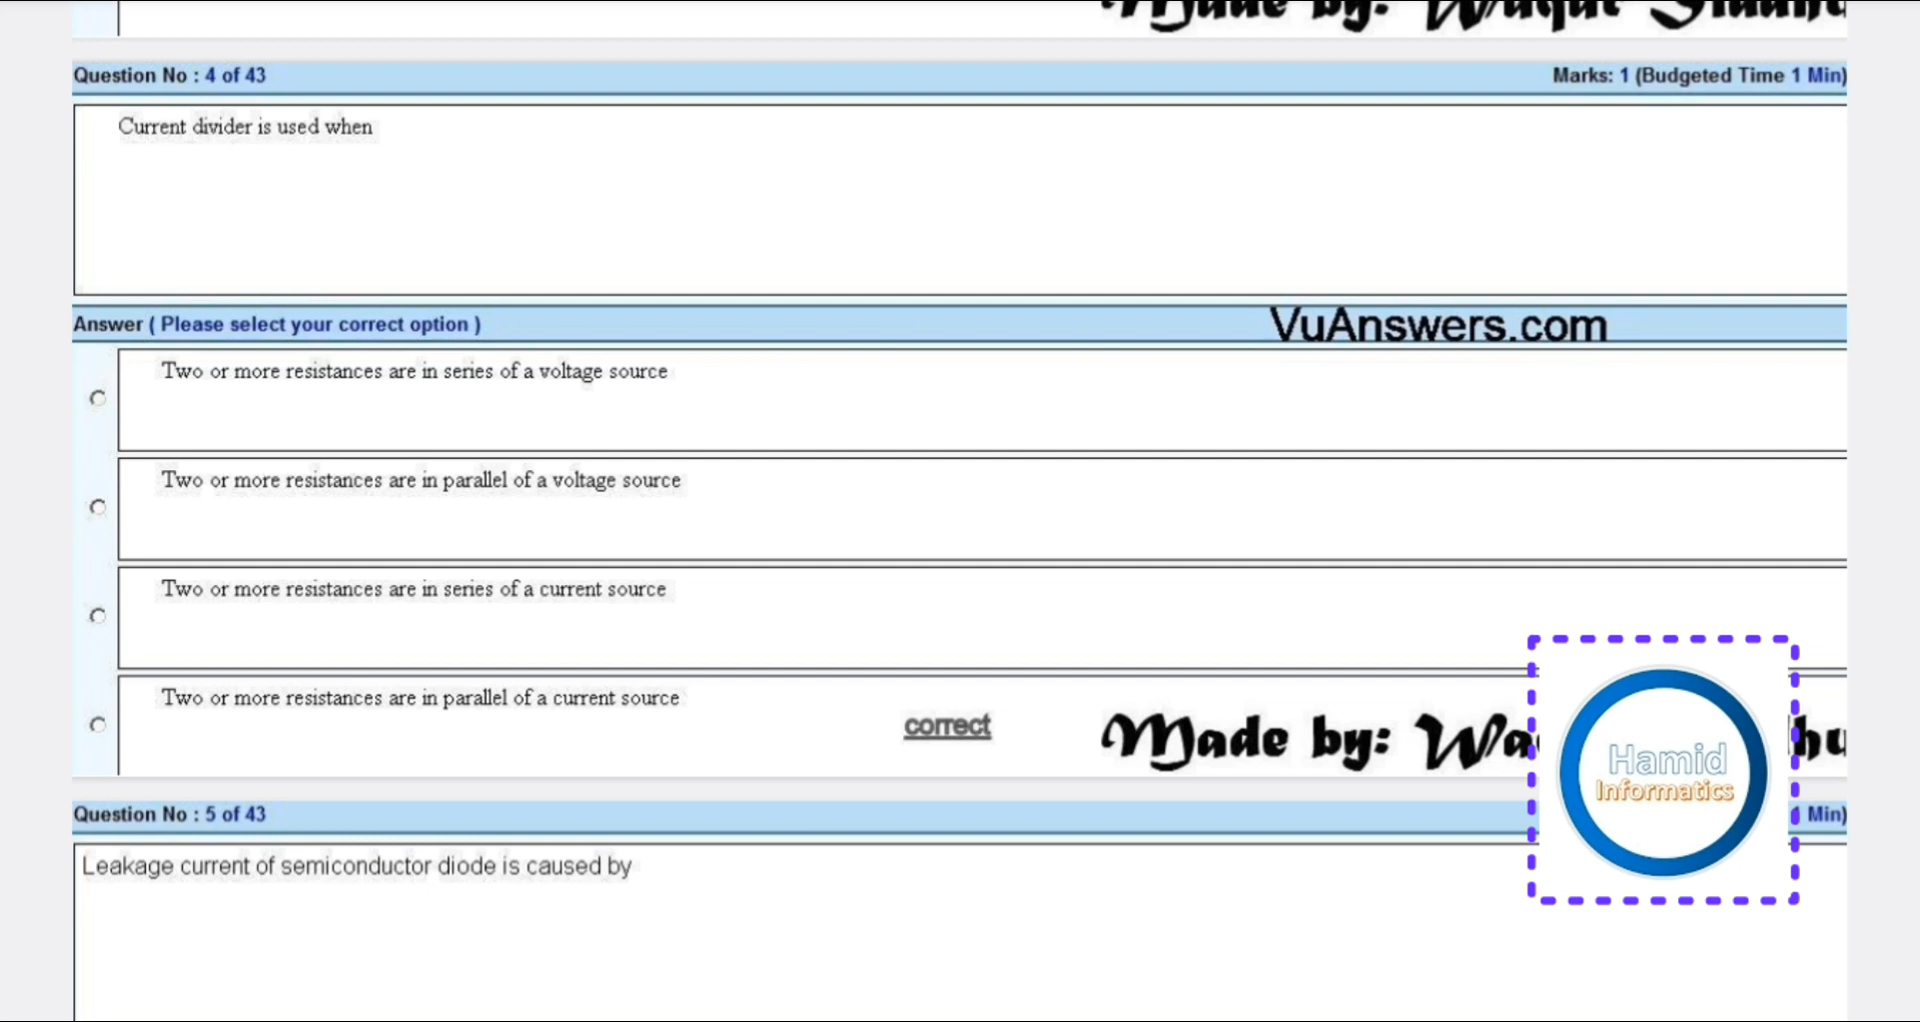 Made by: Waqar
Question No : 4 of 43 Marks: 1 (Budgeted Time 1 Min)
Current divider is used when
Answer ( Please select your correct option ) VuAnswers.com
Two or more resistances are in series of a voltage source
Two or more resistances are in parallel of a voltage source
Two or more resistances are in series of a current source
Two or more resistances are in parallel of a current source
correct
Made by:
Hamid
Informatics
Question No : 5 of 43 Min)
Leakage current of semiconductor diode is caused by